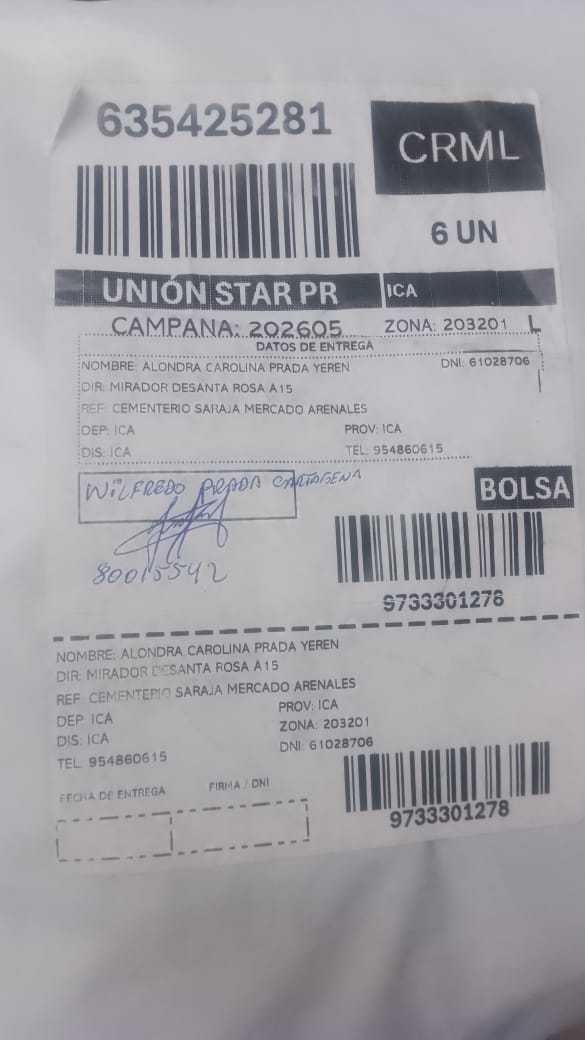 635425281
CRML
6 UN
UNIÓN STAR PR
ICA
CAMPANA: 202605
ZONA: 203201
L
DATOS DE ENTREGA
NOMBRE: ALONDRA CAROLINA PRADA YEREN
DNI: 61028706
DIR: MIRADOR DESANTA ROSA A15
REF: CEMENTERIO SARAJA MERCADO ARENALES
DEP: ICA
PROV: ICA
DIS: ICA
TEL: 954860615
WILFREDO PRADA CARTAGENA
80015542
BOLSA
9733301278
NOMBRE: ALONDRA CAROLINA PRADA YEREN
DIR: MIRADOR DESANTA ROSA A15
REF: CEMENTERIO SARAJA MERCADO ARENALES
DEP: ICA
PROV: ICA
DIS: ICA
ZONA: 203201
TEL: 954860615
DNI: 61028706
FECHA DE ENTREGA
FIRMA / DNI
9733301278